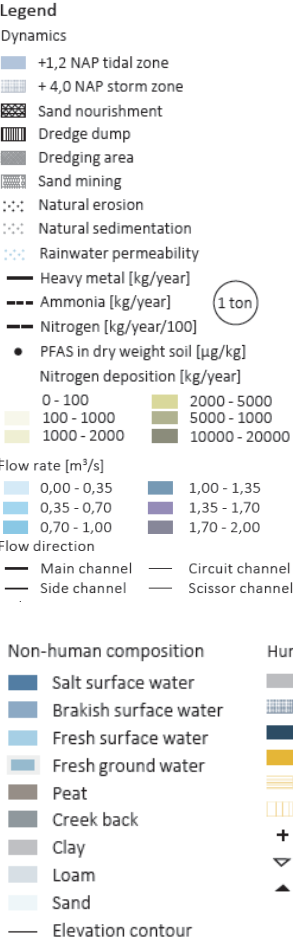 Legend
Dynamics
+1,2 NAP tidal zone
+ 4,0 NAP storm zone
Sand nourishment
Dredge dump
Dredging area
Sand mining
Natural erosion
Natural sedimentation
Rainwater permeability
Heavy metal [kg/year]
Ammonia [kg/year]
1 ton
Nitrogen [kg/year/100]
PFAS in dry weight soil [µg/kg]
Nitrogen deposition [kg/year]
0 - 100
2000 - 5000
100 - 1000
5000 - 1000
1000 - 2000
10000 - 20000
Flow rate [m³/s]
0,00 - 0,35
1,00 - 1,35
0,35 - 0,70
1,35 - 1,70
0,70 - 1,00
1,70 - 2,00
Flow direction
Main channel
Circuit channel
Side channel
Scissor channel
Non-human composition
Salt surface water
Brakish surface water
Fresh surface water
Fresh ground water
Peat
Creek back
Clay
Loam
Sand
Elevation contour